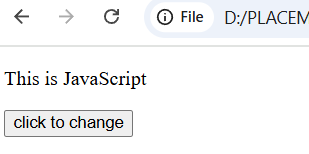 File D:/PLACEM
This is JavaScript
click to change